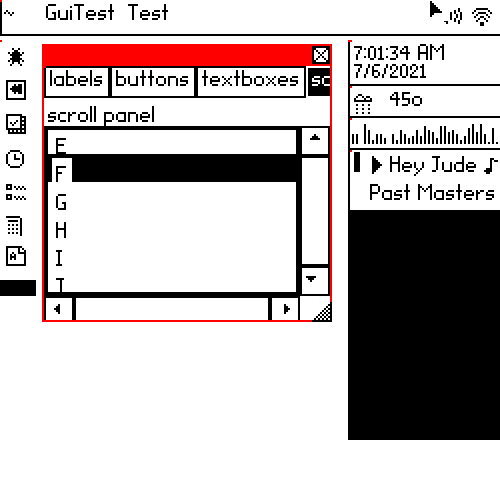 GuiTest Test
labels buttons textboxes sc
scroll panel
E
F
G
H
I
7:01:34 AM
7/6/2021
45o
Hey Jude ♪
Past Masters